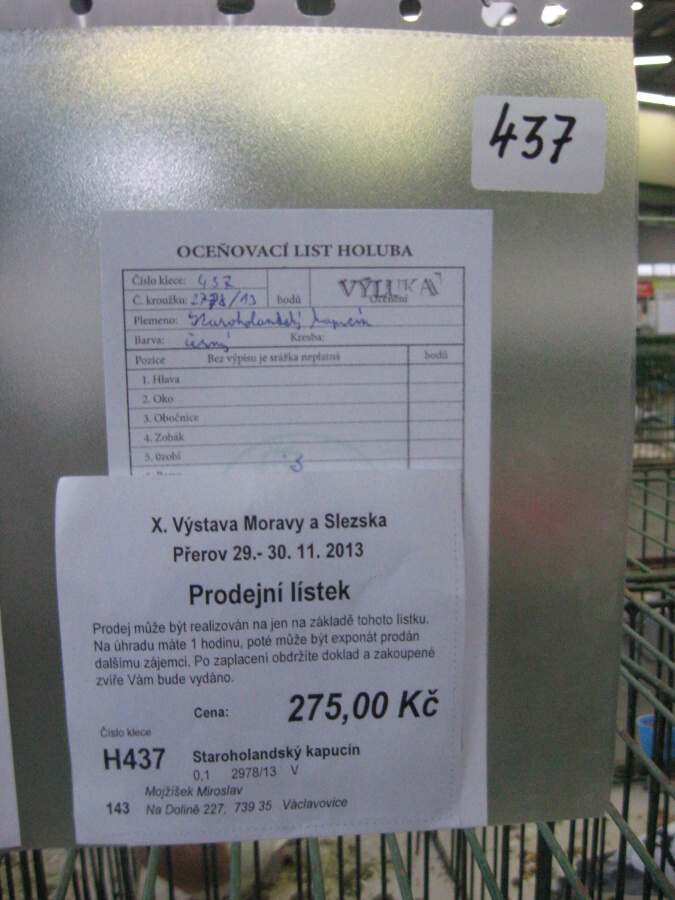 437
OCEŇOVACÍ LIST HOLUBA
Číslo klece: 437
VÝLUKA
Č. kroužku: /13 bodů Ocenění
Plemeno: Staroholandský kapucín
Barva: černý Kresba:
Pozice Bez výpisu je srážka neplatná bodů
1. Hlava
2. Oko
3. Obočnice
4. Zobák
5. ozobí
X. Výstava Moravy a Slezska
Přerov 29.- 30. 11. 2013
Prodejní lístek
Prodej může být realizován na jen na základě tohoto lístku.
Na úhradu máte 1 hodinu, poté může být exponát prodán
dalšímu zájemci. Po zaplacení obdržíte doklad a zakoupené
zvíře Vám bude vydáno.
Cena: 275,00 Kč
Číslo klece
H437 Staroholandský kapucín
0,1 2978/13 V
Mojžíšek Miroslav
143 Na Dolině 227, 739 35 Václavovice